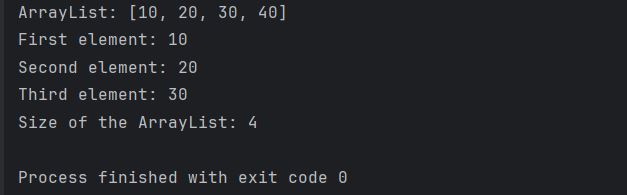 ArrayList: [10, 20, 30, 40]
First element: 10
Second element: 20
Third element: 30
Size of the ArrayList: 4
Process finished with exit code 0